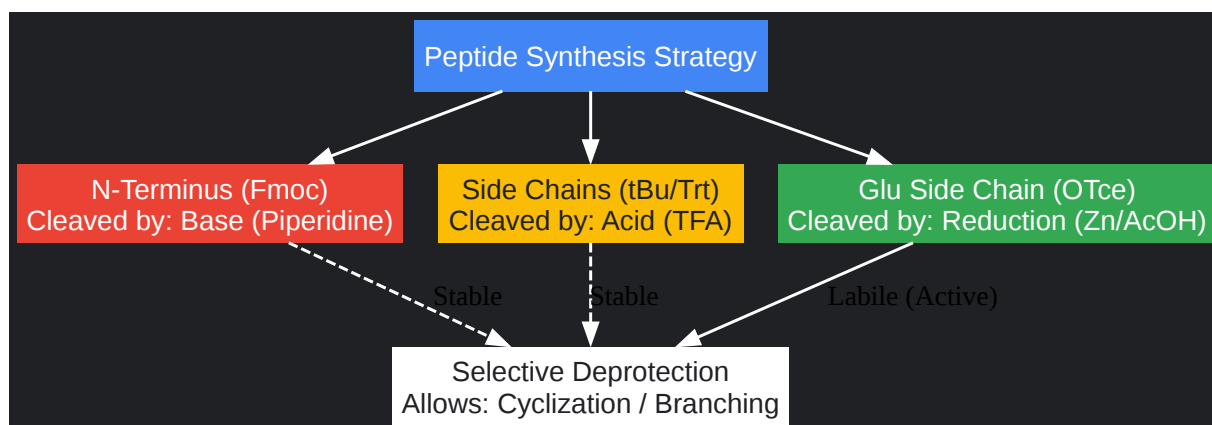 Peptide Synthesis Strategy
N-Terminus (Fmoc)
Cleaved by: Base (Piperidine)
Side Chains (tBu/Trt)
Cleaved by: Acid (TFA)
Glu Side Chain (OTce)
Cleaved by: Reduction (Zn/AcOH)
Stable
Stable
Labile (Active)
Selective Deprotection
Allows: Cyclization / Branching